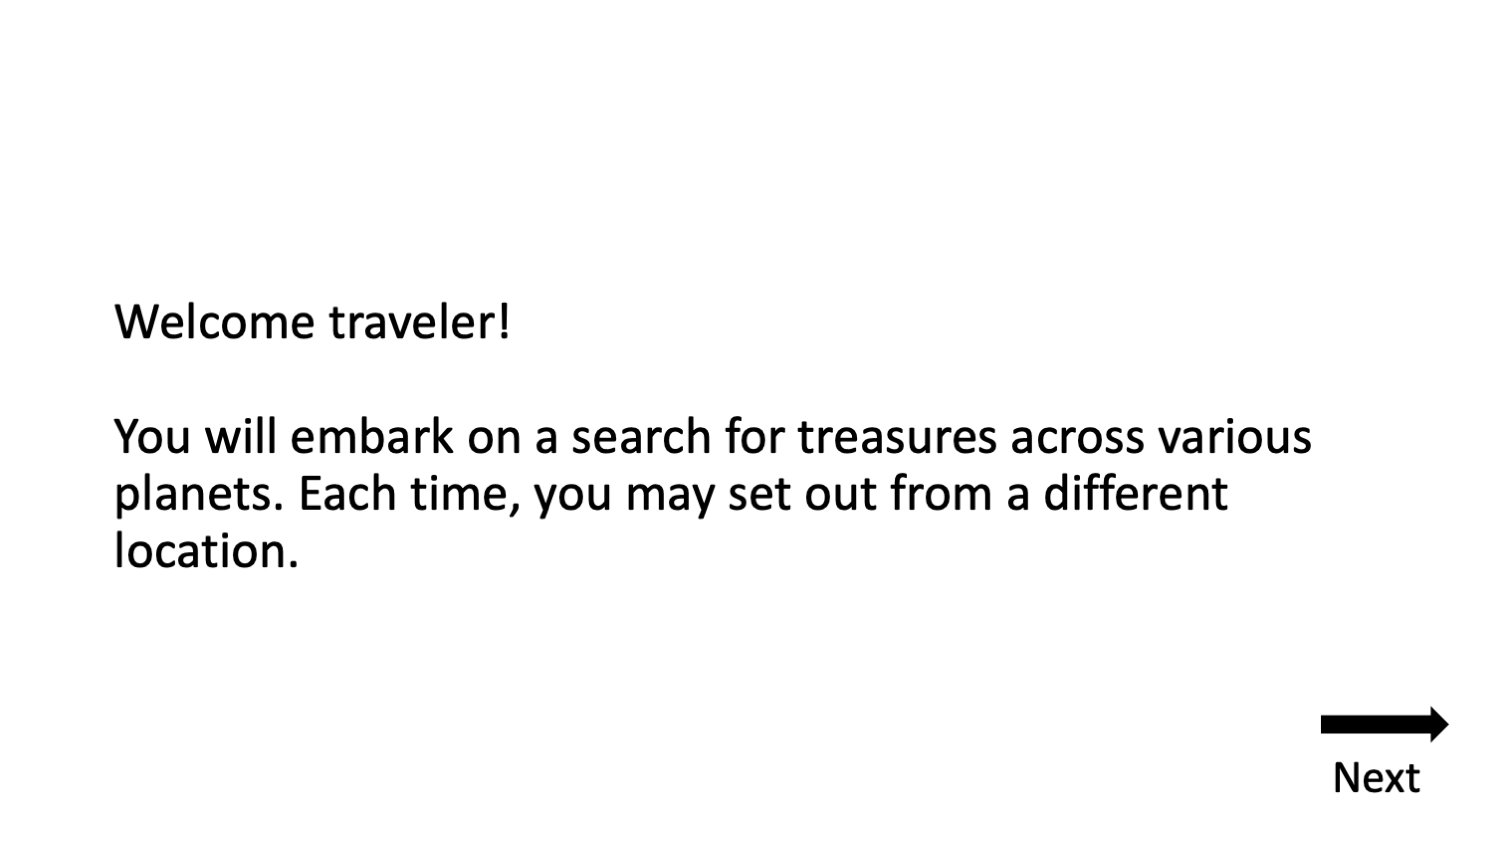 Welcome traveler!
You will embark on a search for treasures across various
planets. Each time, you may set out from a different
location.
Next